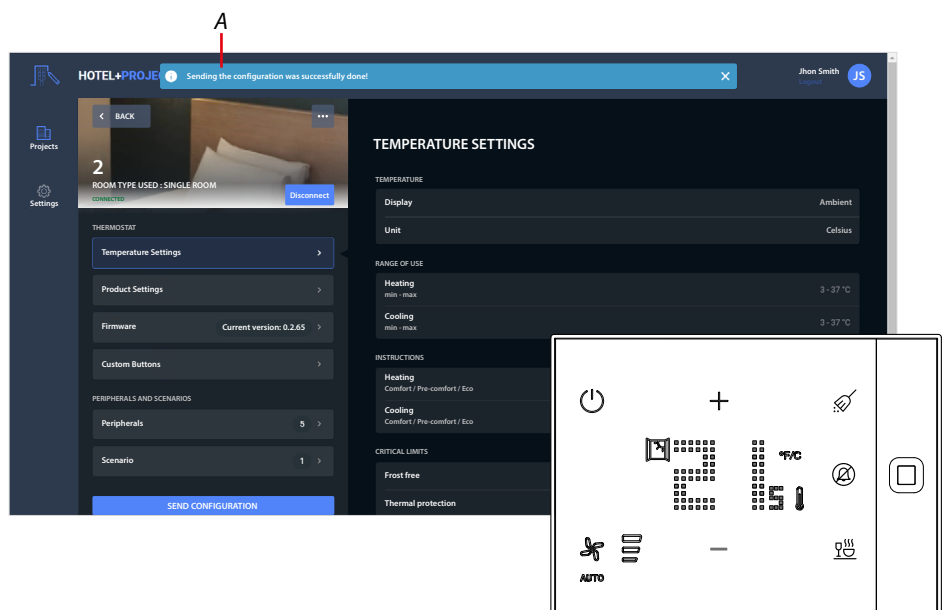 A
HOTEL+PROJE
Sending the configuration was successfully done!
Jhon Smith
Logout
JS
Projects
Settings
BACK
2
ROOM TYPE USED : SINGLE ROOM
CONNECTED
Disconnect
THERMOSTAT
Temperature Settings
Product Settings
Firmware Current version: 0.2.65
Custom Buttons
PERIPHERALS AND SCENARIOS
Peripherals 5
Scenario 1
SEND CONFIGURATION
TEMPERATURE SETTINGS
TEMPERATURE
Display Ambient
Unit Celsius
RANGE OF USE
Heating
min - max
3 - 37 °C
Cooling
min - max
3 - 37 °C
INSTRUCTIONS
Heating
Comfort / Pre-comfort / Eco
Cooling
Comfort / Pre-comfort / Eco
CRITICAL LIMITS
Frost free
Thermal protection
°F/C
AUTO